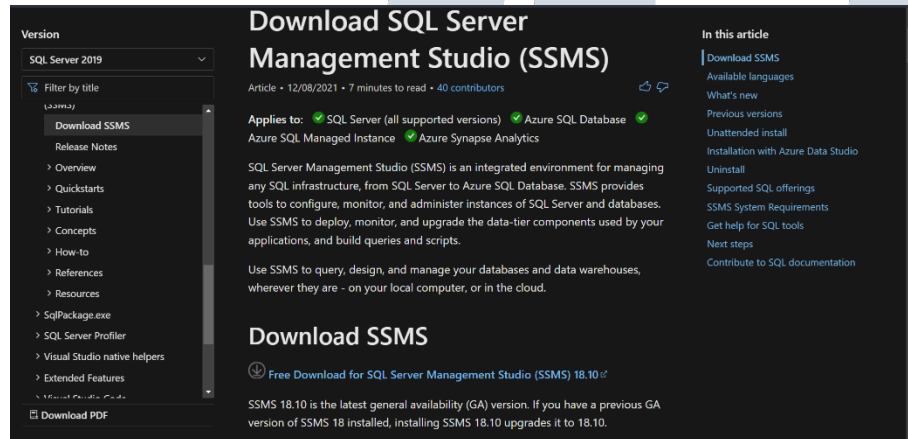 Version
SQL Server 2019
Filter by title
(SSMS)
Download SSMS
Release Notes
Overview
Quickstarts
Tutorials
Concepts
How-to
References
Resources
SqlPackage.exe
SQL Server Profiler
Visual Studio native helpers
Extended Features
Visual Studio Code
Download PDF
Download SQL Server
Management Studio (SSMS)
Article • 12/08/2021 • 7 minutes to read • 40 contributors
Applies to: SQL Server (all supported versions) Azure SQL Database
Azure SQL Managed Instance Azure Synapse Analytics
SQL Server Management Studio (SSMS) is an integrated environment for managing
any SQL infrastructure, from SQL Server to Azure SQL Database. SSMS provides
tools to configure, monitor, and administer instances of SQL Server and databases.
Use SSMS to deploy, monitor, and upgrade the data-tier components used by your
applications, and build queries and scripts.
Use SSMS to query, design, and manage your databases and data warehouses,
wherever they are - on your local computer, or in the cloud.
Download SSMS
Free Download for SQL Server Management Studio (SSMS) 18.10
SSMS 18.10 is the latest general availability (GA) version. If you have a previous GA
version of SSMS 18 installed, installing SSMS 18.10 upgrades it to 18.10.
In this article
Download SSMS
Available languages
What's new
Previous versions
Unattended install
Installation with Azure Data Studio
Uninstall
Supported SQL offerings
SSMS System Requirements
Get help for SQL tools
Next steps
Contribute to SQL documentation